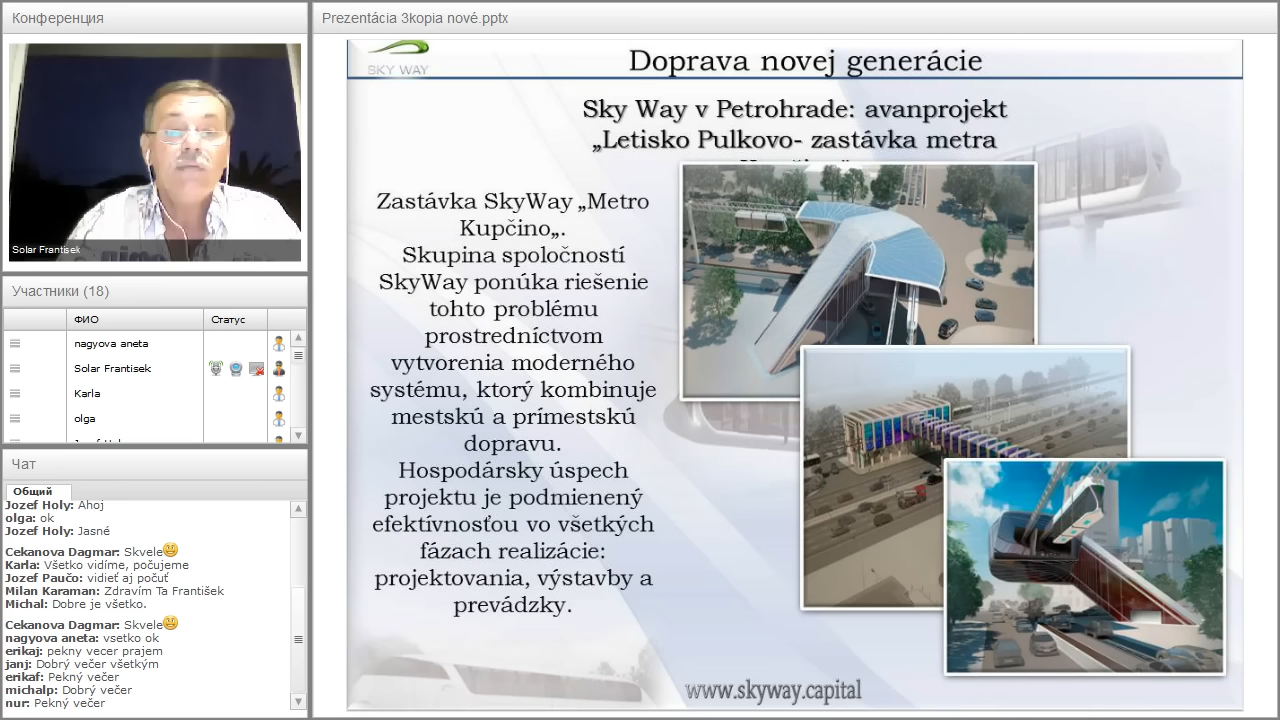 Конференция
Solar Frantisek
Участники (18)
ФИО
Статус
nagyova aneta
Solar Frantisek
Karla
olga
Чат
Общий
Jozef Holy: Ahoj
olga: ok
Jozef Holy: Jasné
Cekanova Dagmar: Skvele
Karla: Všetko vidíme, počujeme
Jozef Paučo: vidieť aj počuť
Milan Karaman: Zdravím Ta František
Michal: Dobre je všetko.
Cekanova Dagmar: Skvele
nagyova aneta: vsetko ok
erikaj: pekny vecer prajem
janj: Dobrý večer všetkým
erikaf: Pekný večer
michalp: Dobrý večer
nur: Pekný večer
Prezentácia 3kopia nové.pptx
SKY WAY
Doprava novej generácie
Sky Way v Petrohrade: avanprojekt
„Letisko Pulkovo- zastávka metra
Zastávka SkyWay „Metro
Kupčino„.
Skupina spoločností
SkyWay ponúka riešenie
tohto problému
prostredníctvom
vytvorenia moderného
systému, ktorý kombinuje
mestskú a prímestskú
dopravu.
Hospodársky úspech
projektu je podmienený
efektívnosťou vo všetkých
fázach realizácie:
projektovania, výstavby a
prevádzky.
www.skyway.capital